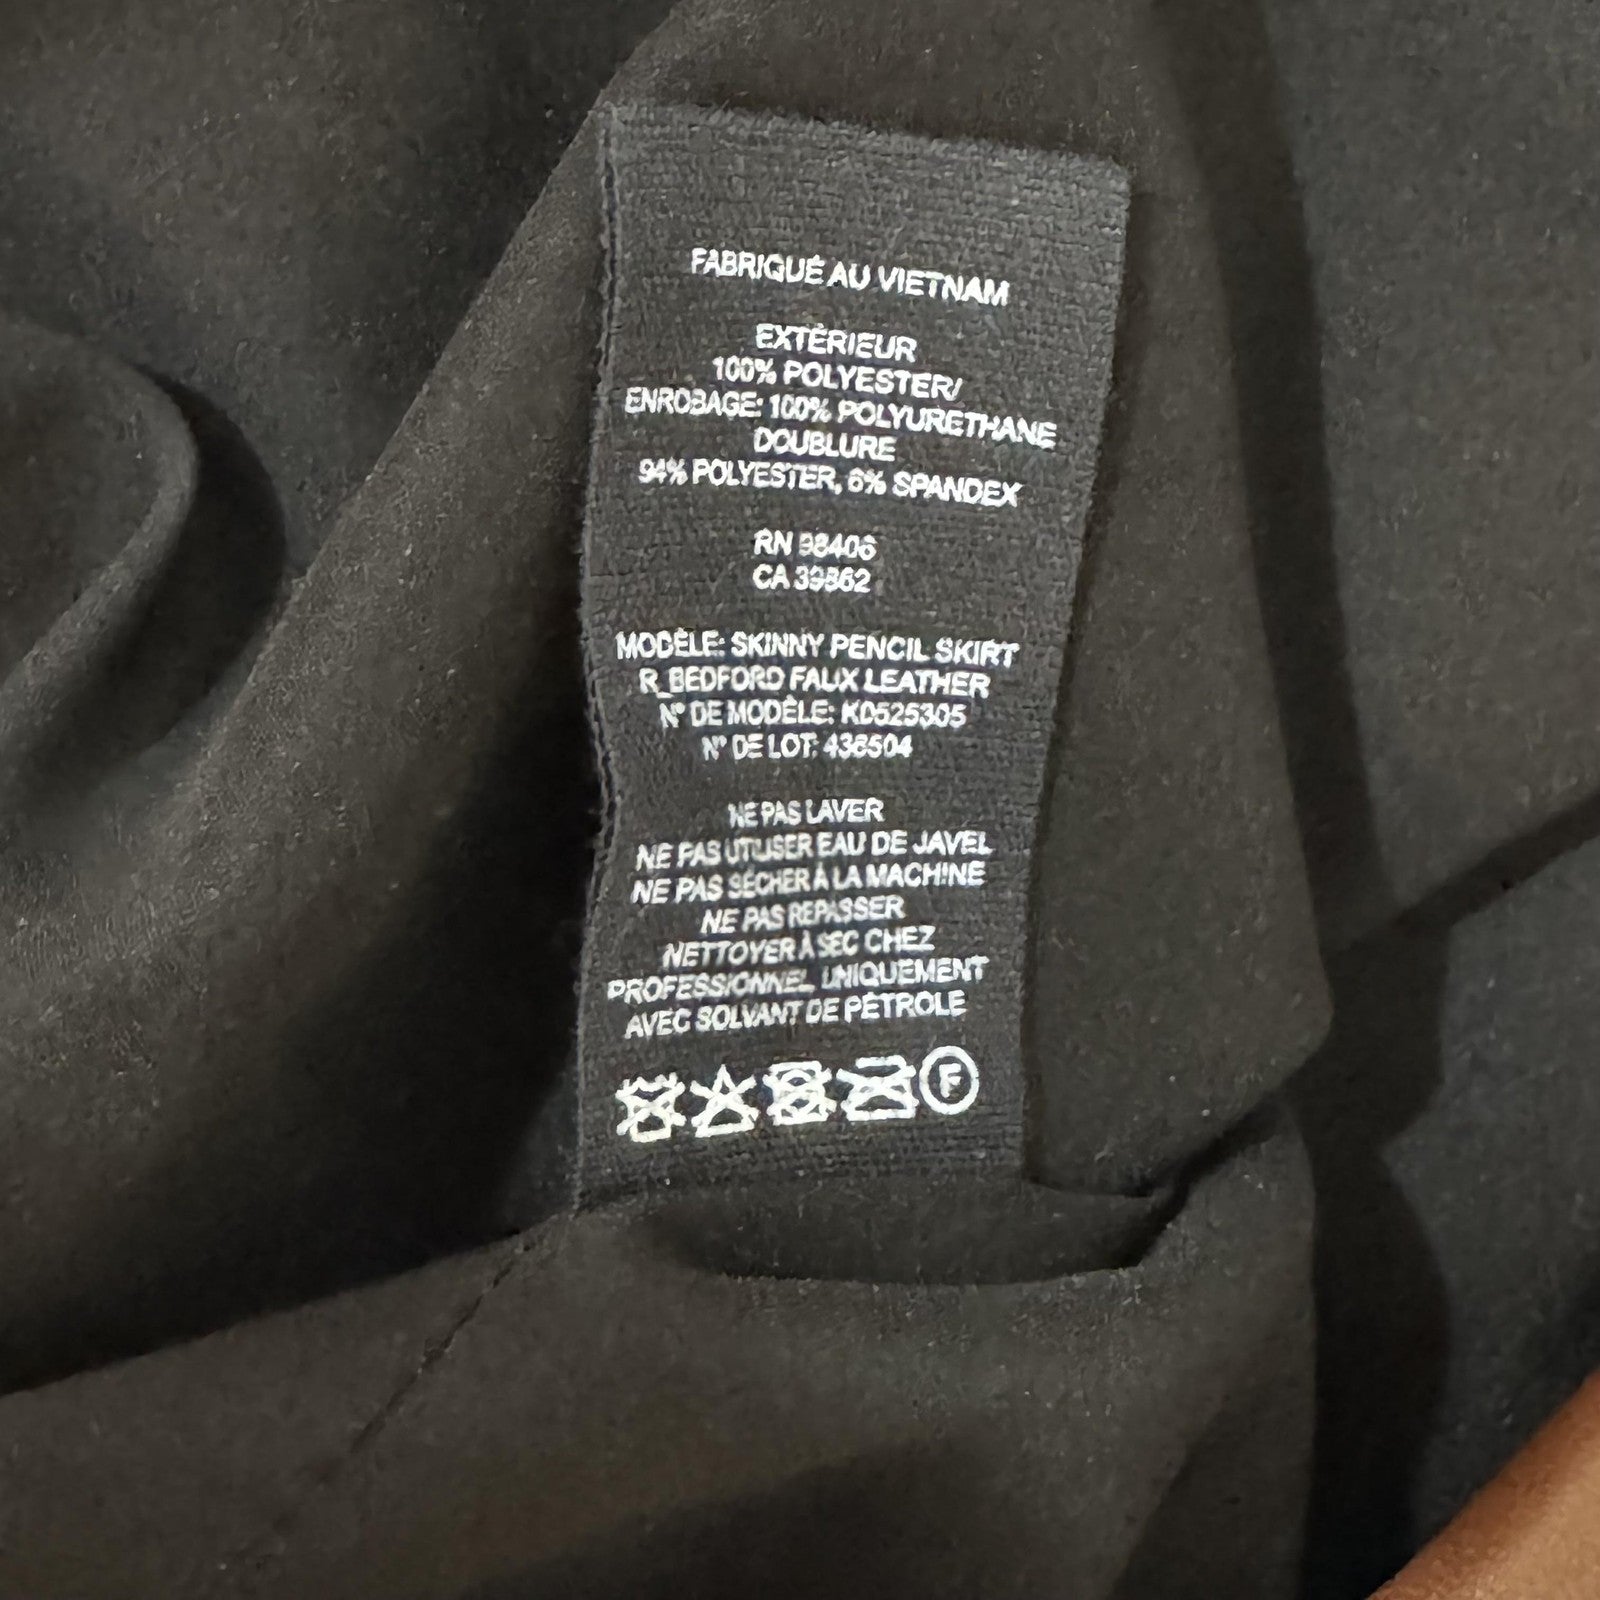 FABRIQUÉ AU VIETNAM
EXTÉRIEUR
100% POLYESTER/
ENROBAGE: 100% POLYURETHANE
DOUBLURE
94% POLYESTER, 6% SPANDEX
RN 98406
CA 39862
MODÈLE: SKINNY PENCIL SKIRT
R_BEDFORD FAUX LEATHER
N° DE MODÈLE: K0525305
N° DE LOT: 436504
NE PAS LAVER
NE PAS UTILISER EAU DE JAVEL
NE PAS SÉCHER À LA MACHINE
NE PAS REPASSER
NETTOYER À SEC CHEZ
PROFESSIONNEL UNIQUEMENT
AVEC SOLVANT DE PÉTROLE
F